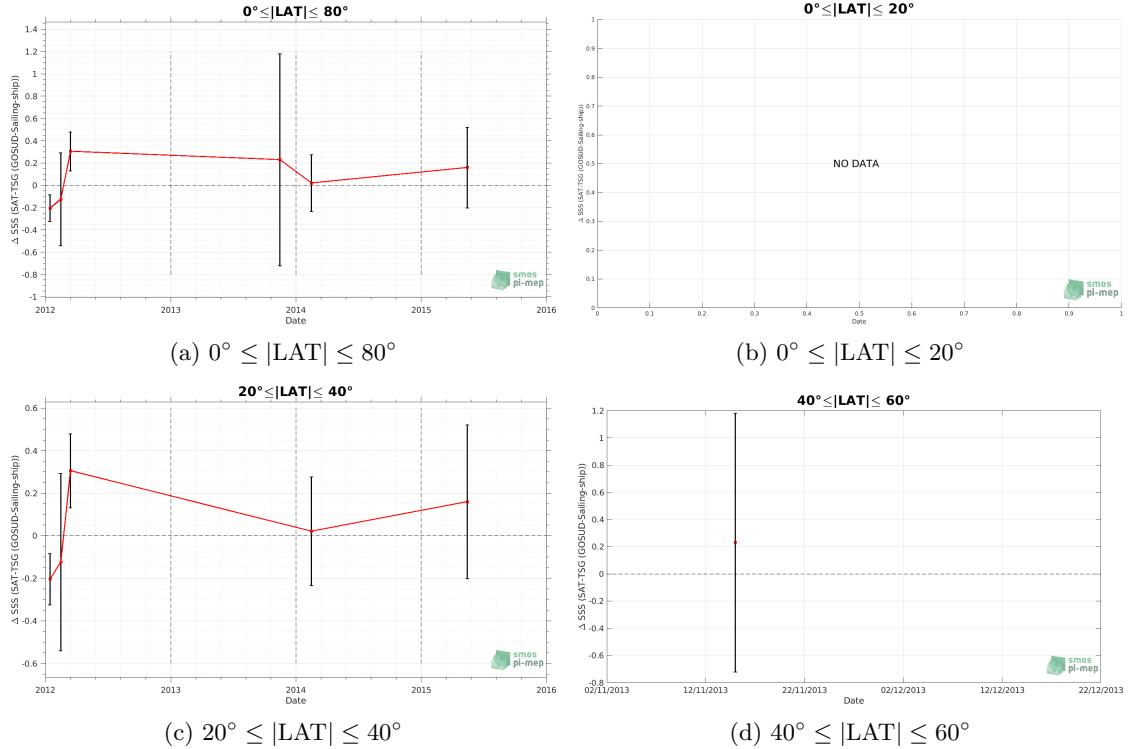 0°≤|LAT|≤ 80°
Δ SSS (SAT-TSG (GOSUD-Sailing-ship))
1.4
1.2
1
0.8
0.6
0.4
0.2
0
-0.2
-0.4
-0.6
-0.8
-1
2012 2013 2014 2015 2016
Date
smos
pi-mep
(a) 0° ≤ |LAT| ≤ 80°
0°≤|LAT|≤ 20°
Δ SSS (SAT-TSG (GOSUD-Sailing-ship))
1
0.9
0.8
0.7
0.6
0.5
0.4
0.3
0.2
0.1
0
NO DATA
0 0.1 0.2 0.3 0.4 0.5 0.6 0.7 0.8 0.9 1
Date
smos
pi-mep
(b) 0° ≤ |LAT| ≤ 20°
20°≤|LAT|≤ 40°
Δ SSS (SAT-TSG (GOSUD-Sailing-ship))
0.6
0.4
0.2
0
-0.2
-0.4
-0.6
2012 2013 2014 2015 2016
Date
smos
pi-mep
(c) 20° ≤ |LAT| ≤ 40°
40°≤|LAT|≤ 60°
Δ SSS (SAT-TSG (GOSUD-Sailing-ship))
1.2
1
0.8
0.6
0.4
0.2
0
-0.2
-0.4
-0.6
-0.8
02/11/2013 12/11/2013 22/11/2013 02/12/2013 12/12/2013 22/12/2013
Date
smos
pi-mep
(d) 40° ≤ |LAT| ≤ 60°